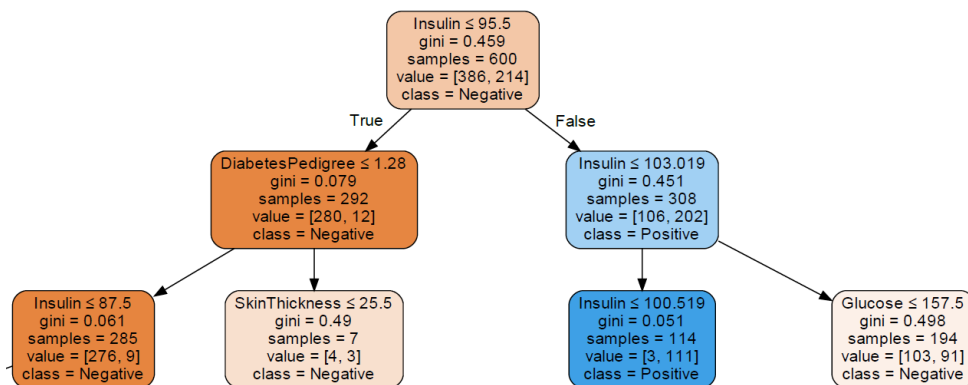 Insulin ≤ 95.5
gini = 0.459
samples = 600
value = [386, 214]
class = Negative
True
False
DiabetesPedigree ≤ 1.28
gini = 0.079
samples = 292
value = [280, 12]
class = Negative
Insulin ≤ 103.019
gini = 0.451
samples = 308
value = [106, 202]
class = Positive
Insulin ≤ 87.5
gini = 0.061
samples = 285
value = [276, 9]
class = Negative
SkinThickness ≤ 25.5
gini = 0.49
samples = 7
value = [4, 3]
class = Negative
Insulin ≤ 100.519
gini = 0.051
samples = 114
value = [3, 111]
class = Positive
Glucose ≤ 157.5
gini = 0.498
samples = 194
value = [103, 91]
class = Negative